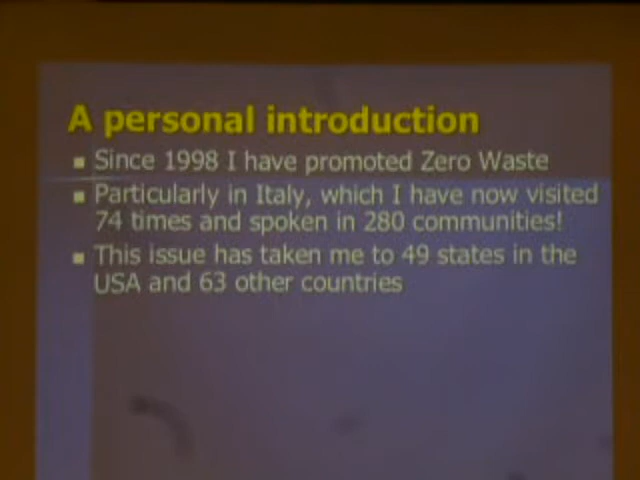 A personal introduction
Since 1998 I have promoted Zero Waste
Particularly in Italy, which I have now visited
74 times and spoken in 280 communities!
This issue has taken me to 49 states in the
USA and 63 other countries